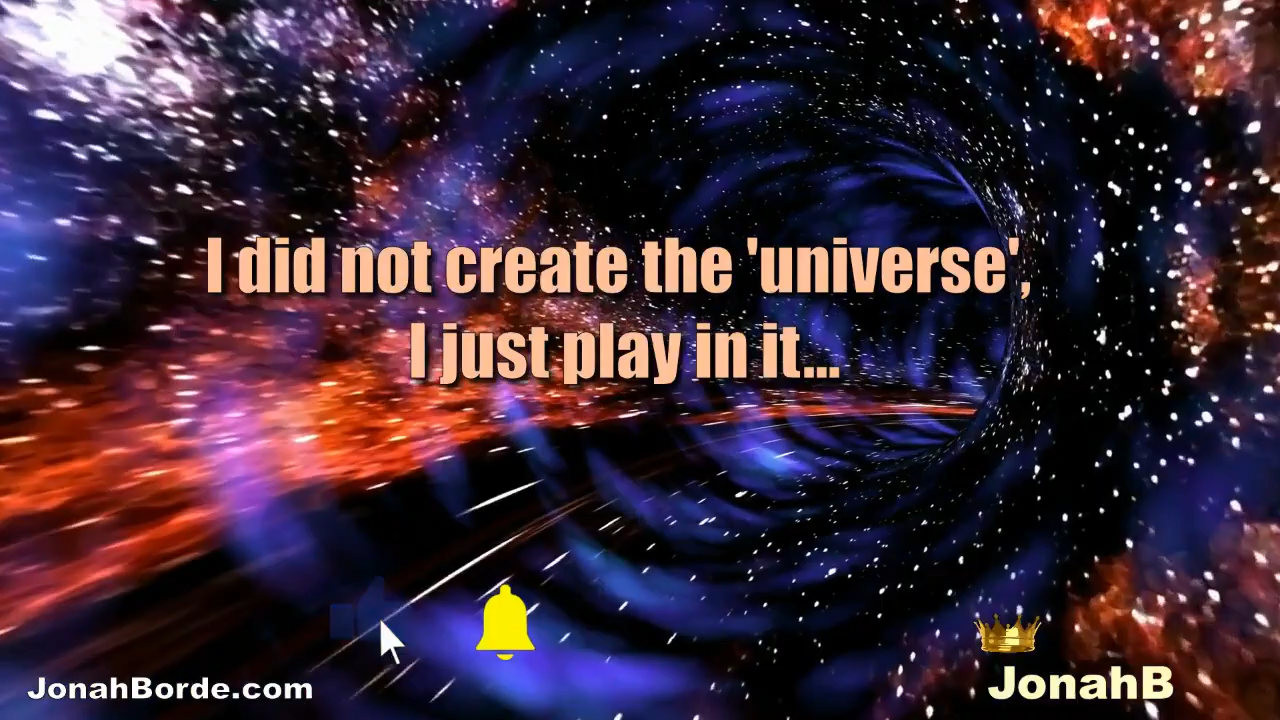 I did not create the 'universe',
I just play in it...
JonahBorde.com
JonahB